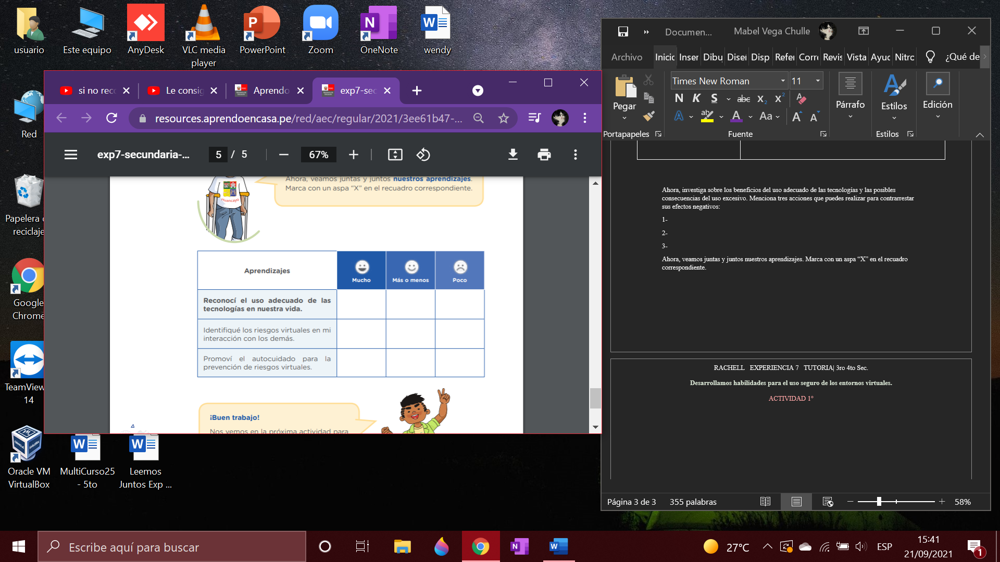 usuario
Este equipo
AnyDesk
VLC media
player
PowerPoint
Zoom
OneNote
wendy
Red
Papelera
reciclaje
Google
Chrome
TeamView
14
Oracle VM
VirtualBox
MultiCurso25
- 5to
Leemos
Juntos Exp ...
si no reco
Le consig
Aprendo
exp7-sec
resources.aprendoencasa.pe/red/aec/regular/2021/3ee61b47-...
exp7-secundaria-...
5 / 5
67%
Huancayo
Ahora, veamos juntas y juntos nuestros aprendizajes.
Marca con un aspa “X” en el recuadro correspondiente.
Aprendizajes
Mucho
Más o menos
Poco
Reconocí el uso adecuado de las
tecnologías en nuestra vida.
Identifiqué los riesgos virtuales en mi
interacción con los demás.
Promoví el autocuidado para la
prevención de riesgos virtuales.
¡Buen trabajo!
Nos vemos en la próxima actividad para
Documen...
Mabel Vega Chulle
Archivo
Inicio
Inser
Dibu
Diseñ
Disp
Refer
Corre
Revis
Vista
Ayud
Nitro
¿Qué de
Pegar
Portapapeles
Times New Roman
11
N K S abc x₂ x²
A ab A Aa A A
Fuente
Párrafo
Estilos
Estilos
Edición
Ahora, investiga sobre los beneficios del uso adecuado de las tecnologías y las posibles
consecuencias del uso excesivo. Menciona tres acciones que puedes realizar para contrarrestar
sus efectos negativos:
1-
2-
3-
Ahora, veamos juntas y juntos nuestros aprendizajes. Marca con un aspa “X” en el recuadro
correspondiente.
RACHELL EXPERIENCIA 7 TUTORIA| 3ro 4to Sec.
Desarrollamos habilidades para el uso seguro de los entornos virtuales.
ACTIVIDAD 1°
Página 3 de 3
355 palabras
58%
Escribe aquí para buscar
27°C
ESP
15:41
21/09/2021
1